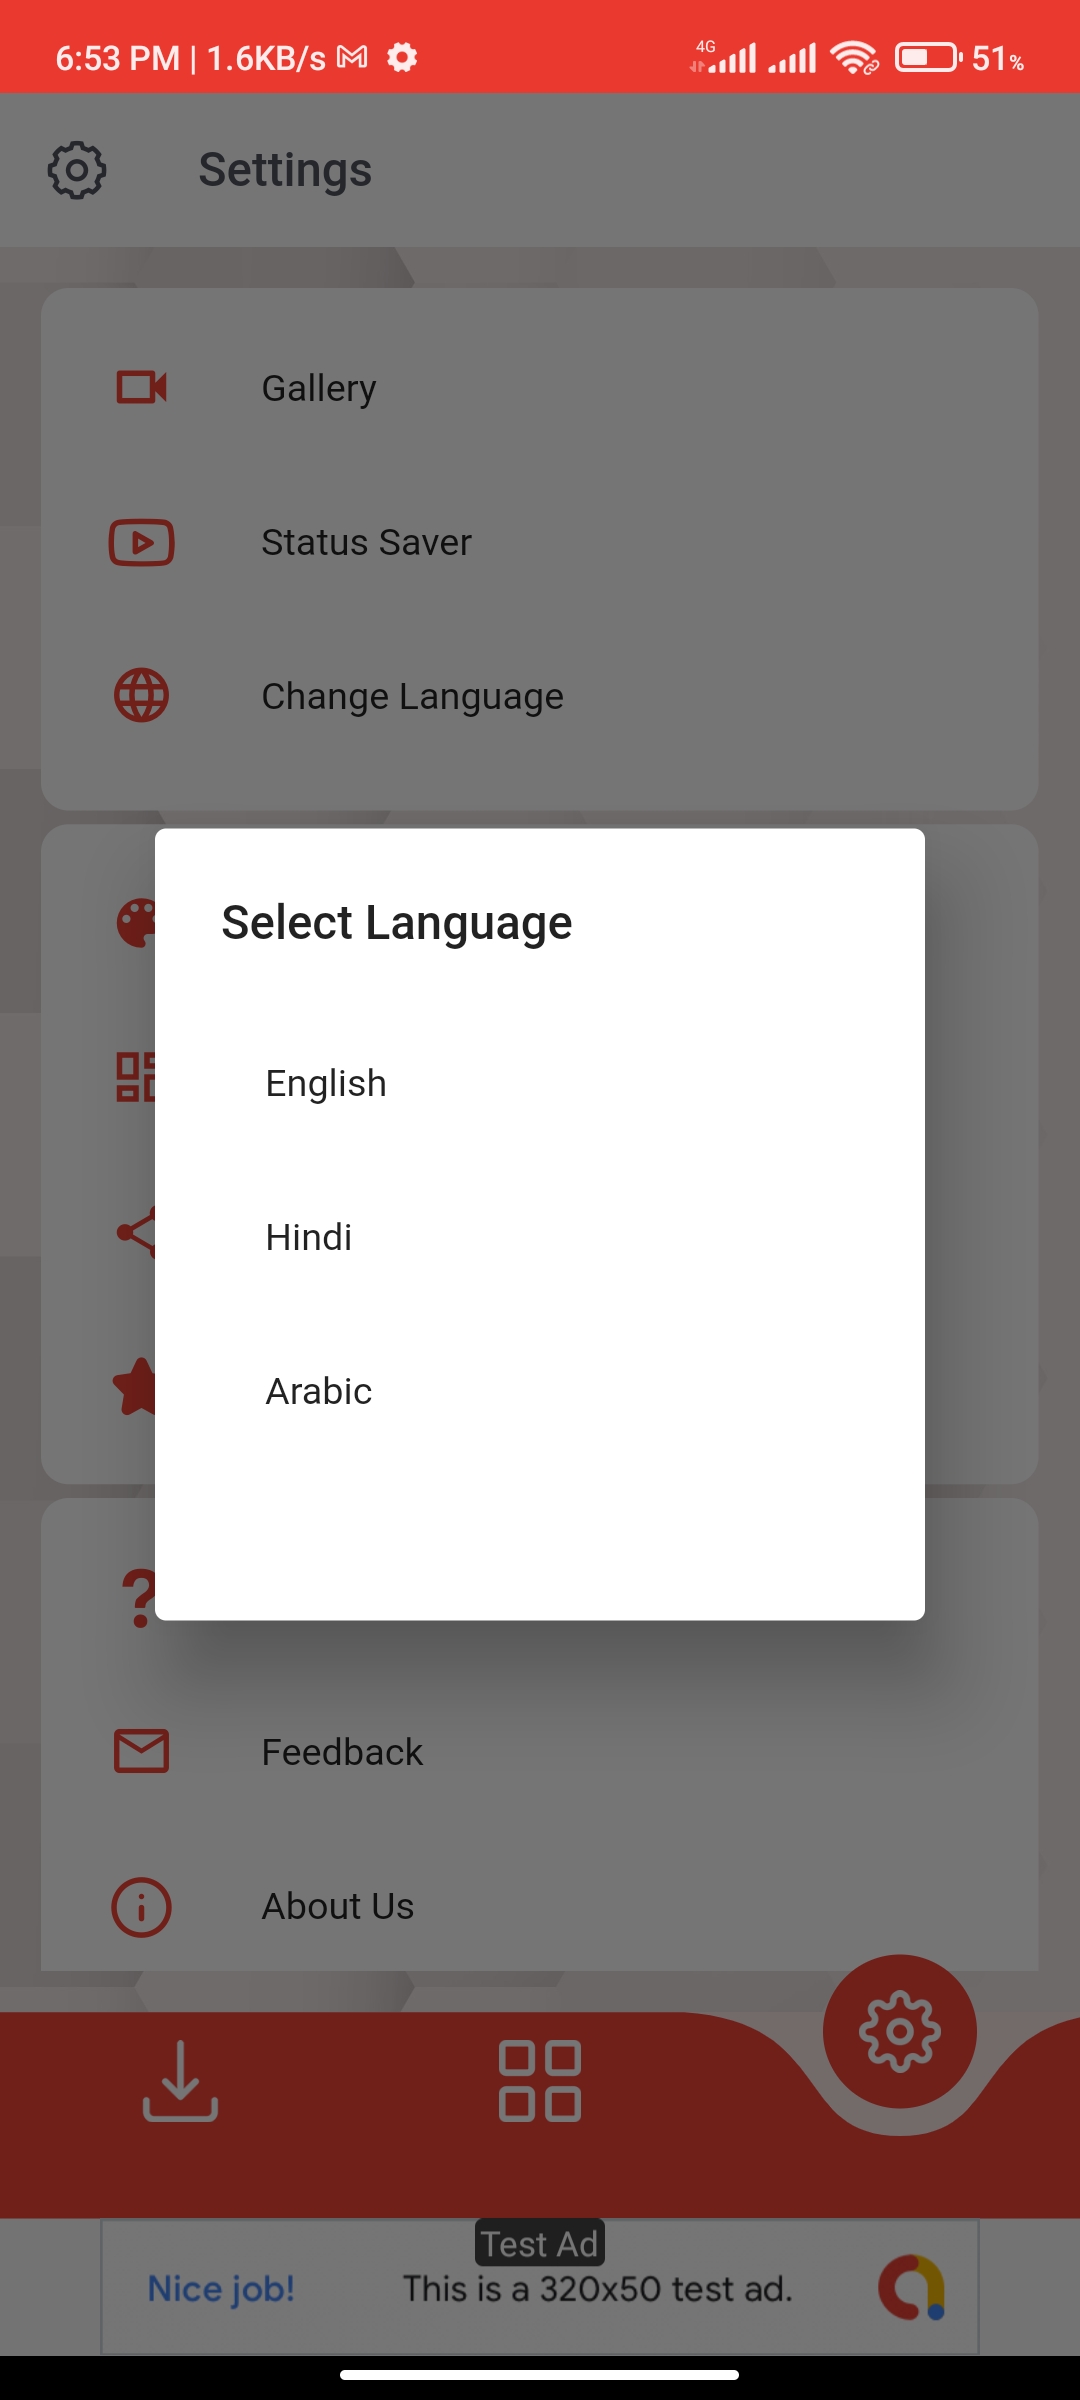 6:53 PM | 1.6KB/s
4G
51%
Settings
Gallery
Status Saver
Change Language
Select Language
English
Hindi
Arabic
?
Feedback
About Us
Test Ad
Nice job! This is a 320x50 test ad.